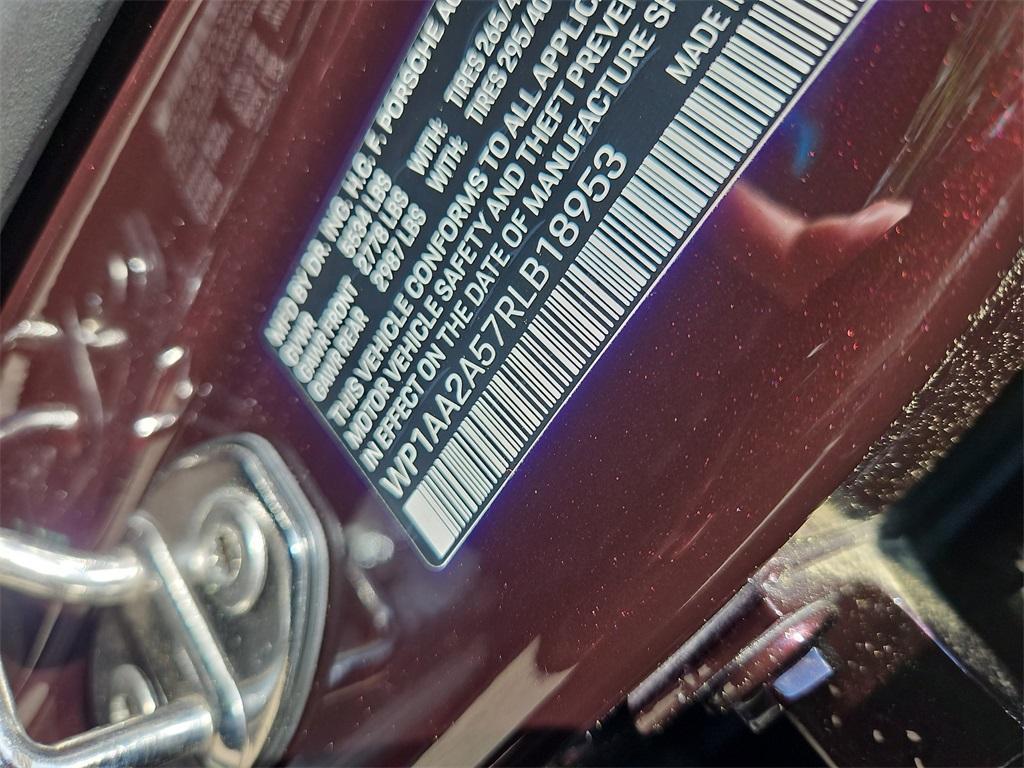 MFD BY DR. ING. H.C. F. PORSCHE AG
GVWR 5534 LBS
GAWR FRONT 2778 LBS WITH: TIRES 265/4
GAWR REAR 2987 LBS WITH: TIRES 295/40
THIS VEHICLE CONFORMS TO ALL APPLIC
MOTOR VEHICLE SAFETY AND THEFT PREVEN
IN EFFECT ON THE DATE OF MANUFACTURE SH
WP1AA2A57RLB18953 MADE